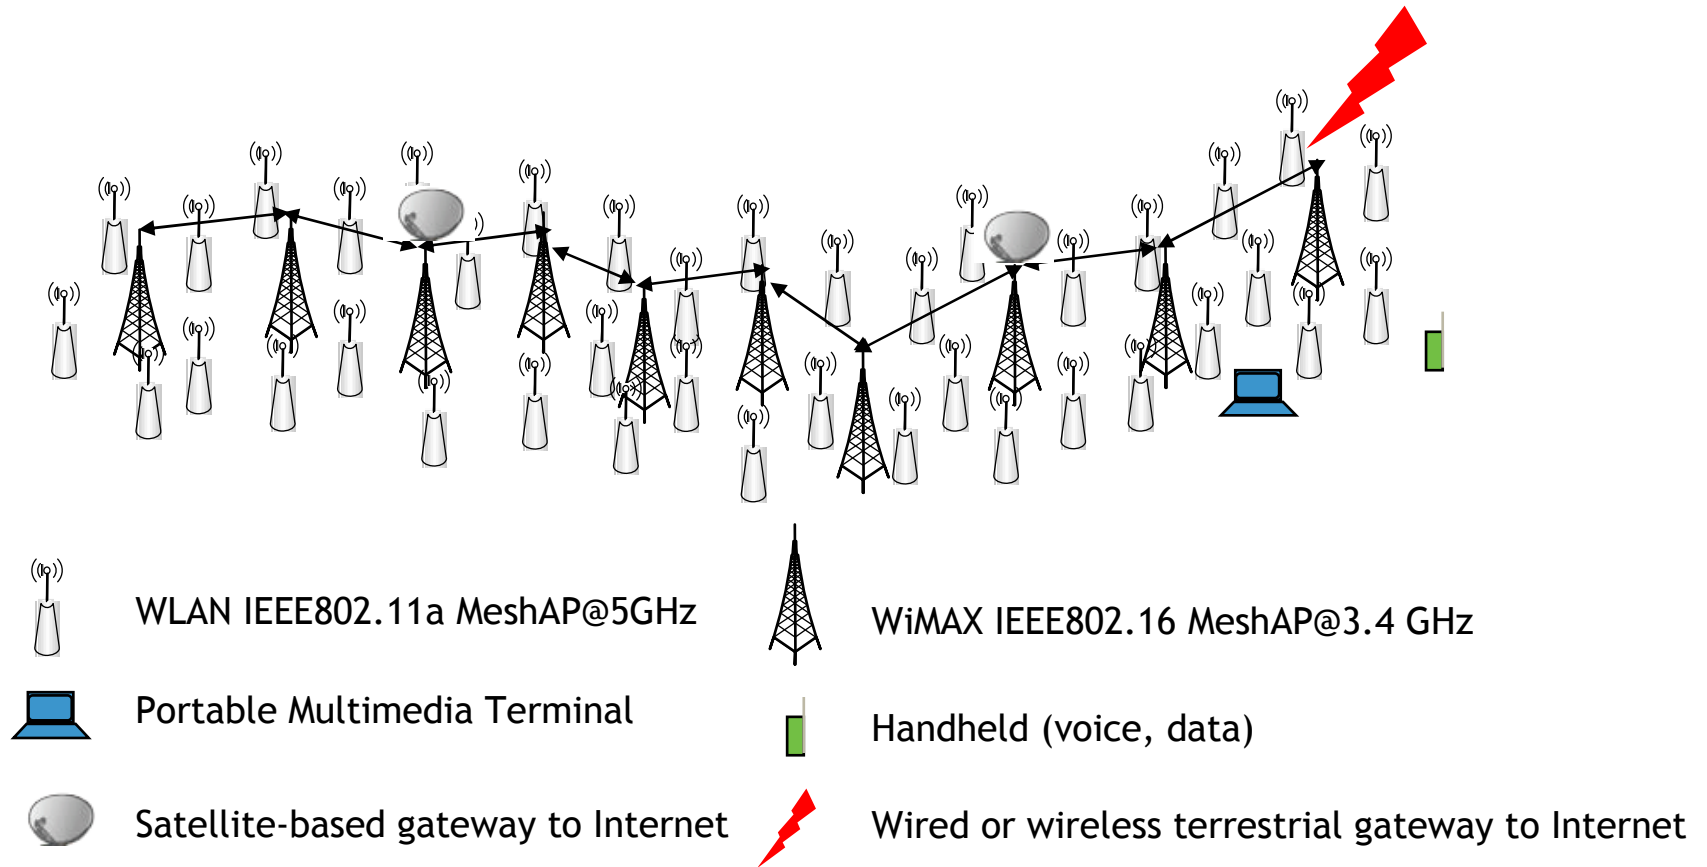 WLAN IEEE802.11a MeshAP@5GHz
WiMAX IEEE802.16 MeshAP@3.4 GHz
Portable Multimedia Terminal
Handheld (voice, data)
Satellite-based gateway to Internet
Wired or wireless terrestrial gateway to Internet